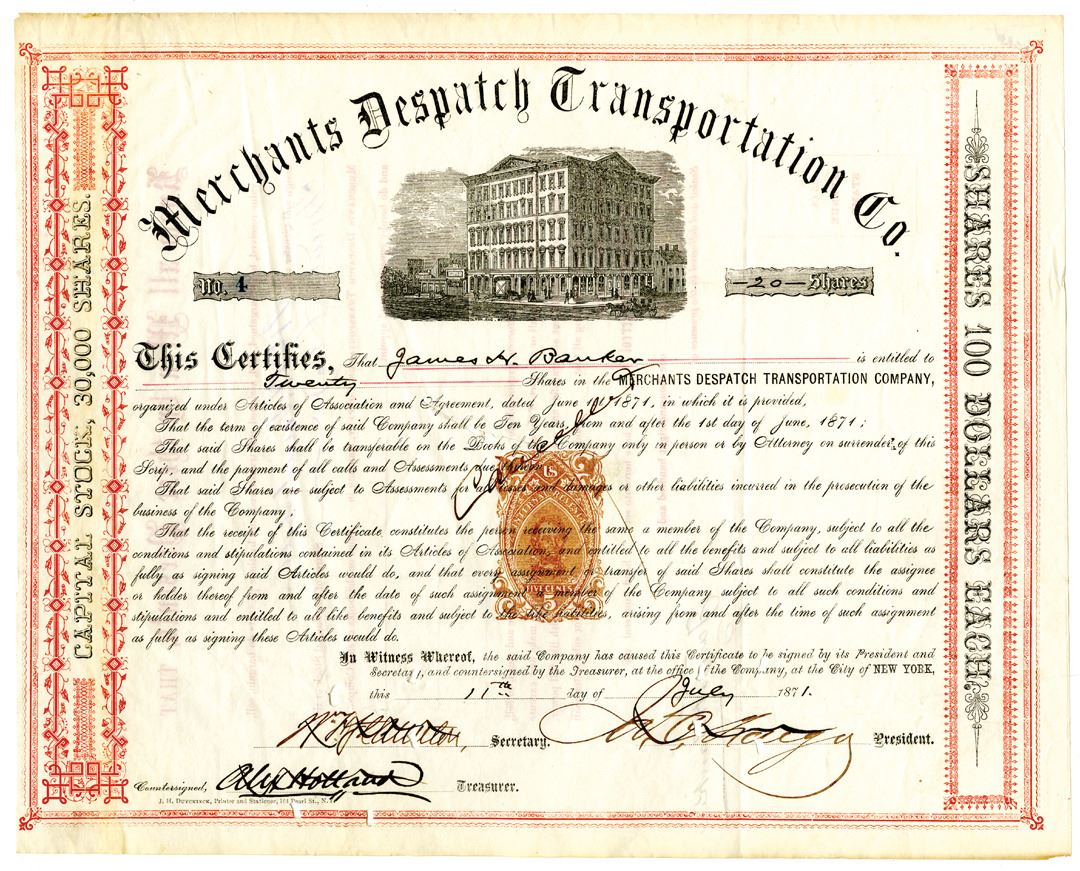 Merchants Despatch Transportation Co.
No. 4
—20— Shares
CAPITAL STOCK, 30,000 SHARES.
SHARES 100 DOLLARS EACH.
This Certifies, That James H. Banker is entitled to
Twenty Shares in the MERCHANTS DESPATCH TRANSPORTATION COMPANY,
organized under Articles of Association and Agreement, dated June 1st 1871, in which it is provided,
That the term of existence of said Company shall be Ten Years, from and after the 1st day of June, 1871;
That said Shares shall be transferable on the Books of the Company only in person or by Attorney on surrender of this
Scrip, and the payment of all calls and Assessments due thereon
That said Shares are subject to Assessments for all losses and damages or other liabilities incurred in the prosecution of the
business of the Company;
That the receipt of this Certificate constitutes the person receiving the same a member of the Company, subject to all the
conditions and stipulations contained in its Articles of Association, and entitled to all the benefits and subject to all liabilities as
fully as signing said Articles would do, and that every assignment or transfer of said Shares shall constitute the assignee
or holder thereof from and after the date of such assignment a member of the Company subject to all such conditions and
stipulations and entitled to all like benefits and subject to the like liabilities, arising from and after the time of such assignment
as fully as signing these Articles would do.
Cancelled
U S
In Witness Whereof, the said Company has caused this Certificate to be signed by its President and
Secretary, and countersigned by the Treasurer, at the office of the Company, at the City of NEW YORK,
this 11th day of July 1871.
Secretary.
President.
Countersigned, Alex Holland Treasurer.
J. H. DUYCKINCK, Printer and Stationer, 164 Pearl St., N.Y.